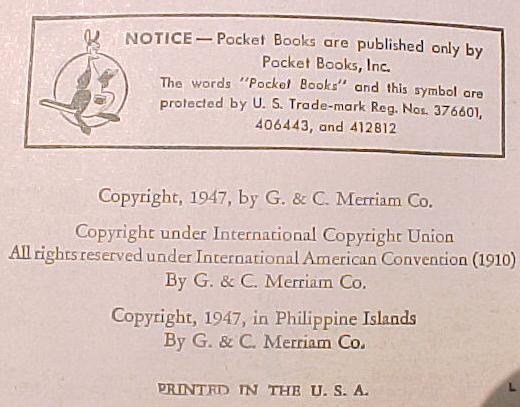 NOTICE — Pocket Books are published only by
Pocket Books, Inc.
The words "Pocket Books" and this symbol are
protected by U. S. Trade-mark Reg. Nos. 376601,
406443, and 412812
Copyright, 1947, by G. & C. Merriam Co.
Copyright under International Copyright Union
All rights reserved under International American Convention (1910)
By G. & C. Merriam Co.
Copyright, 1947, in Philippine Islands
By G. & C. Merriam Co.
PRINTED IN THE U. S. A.
L